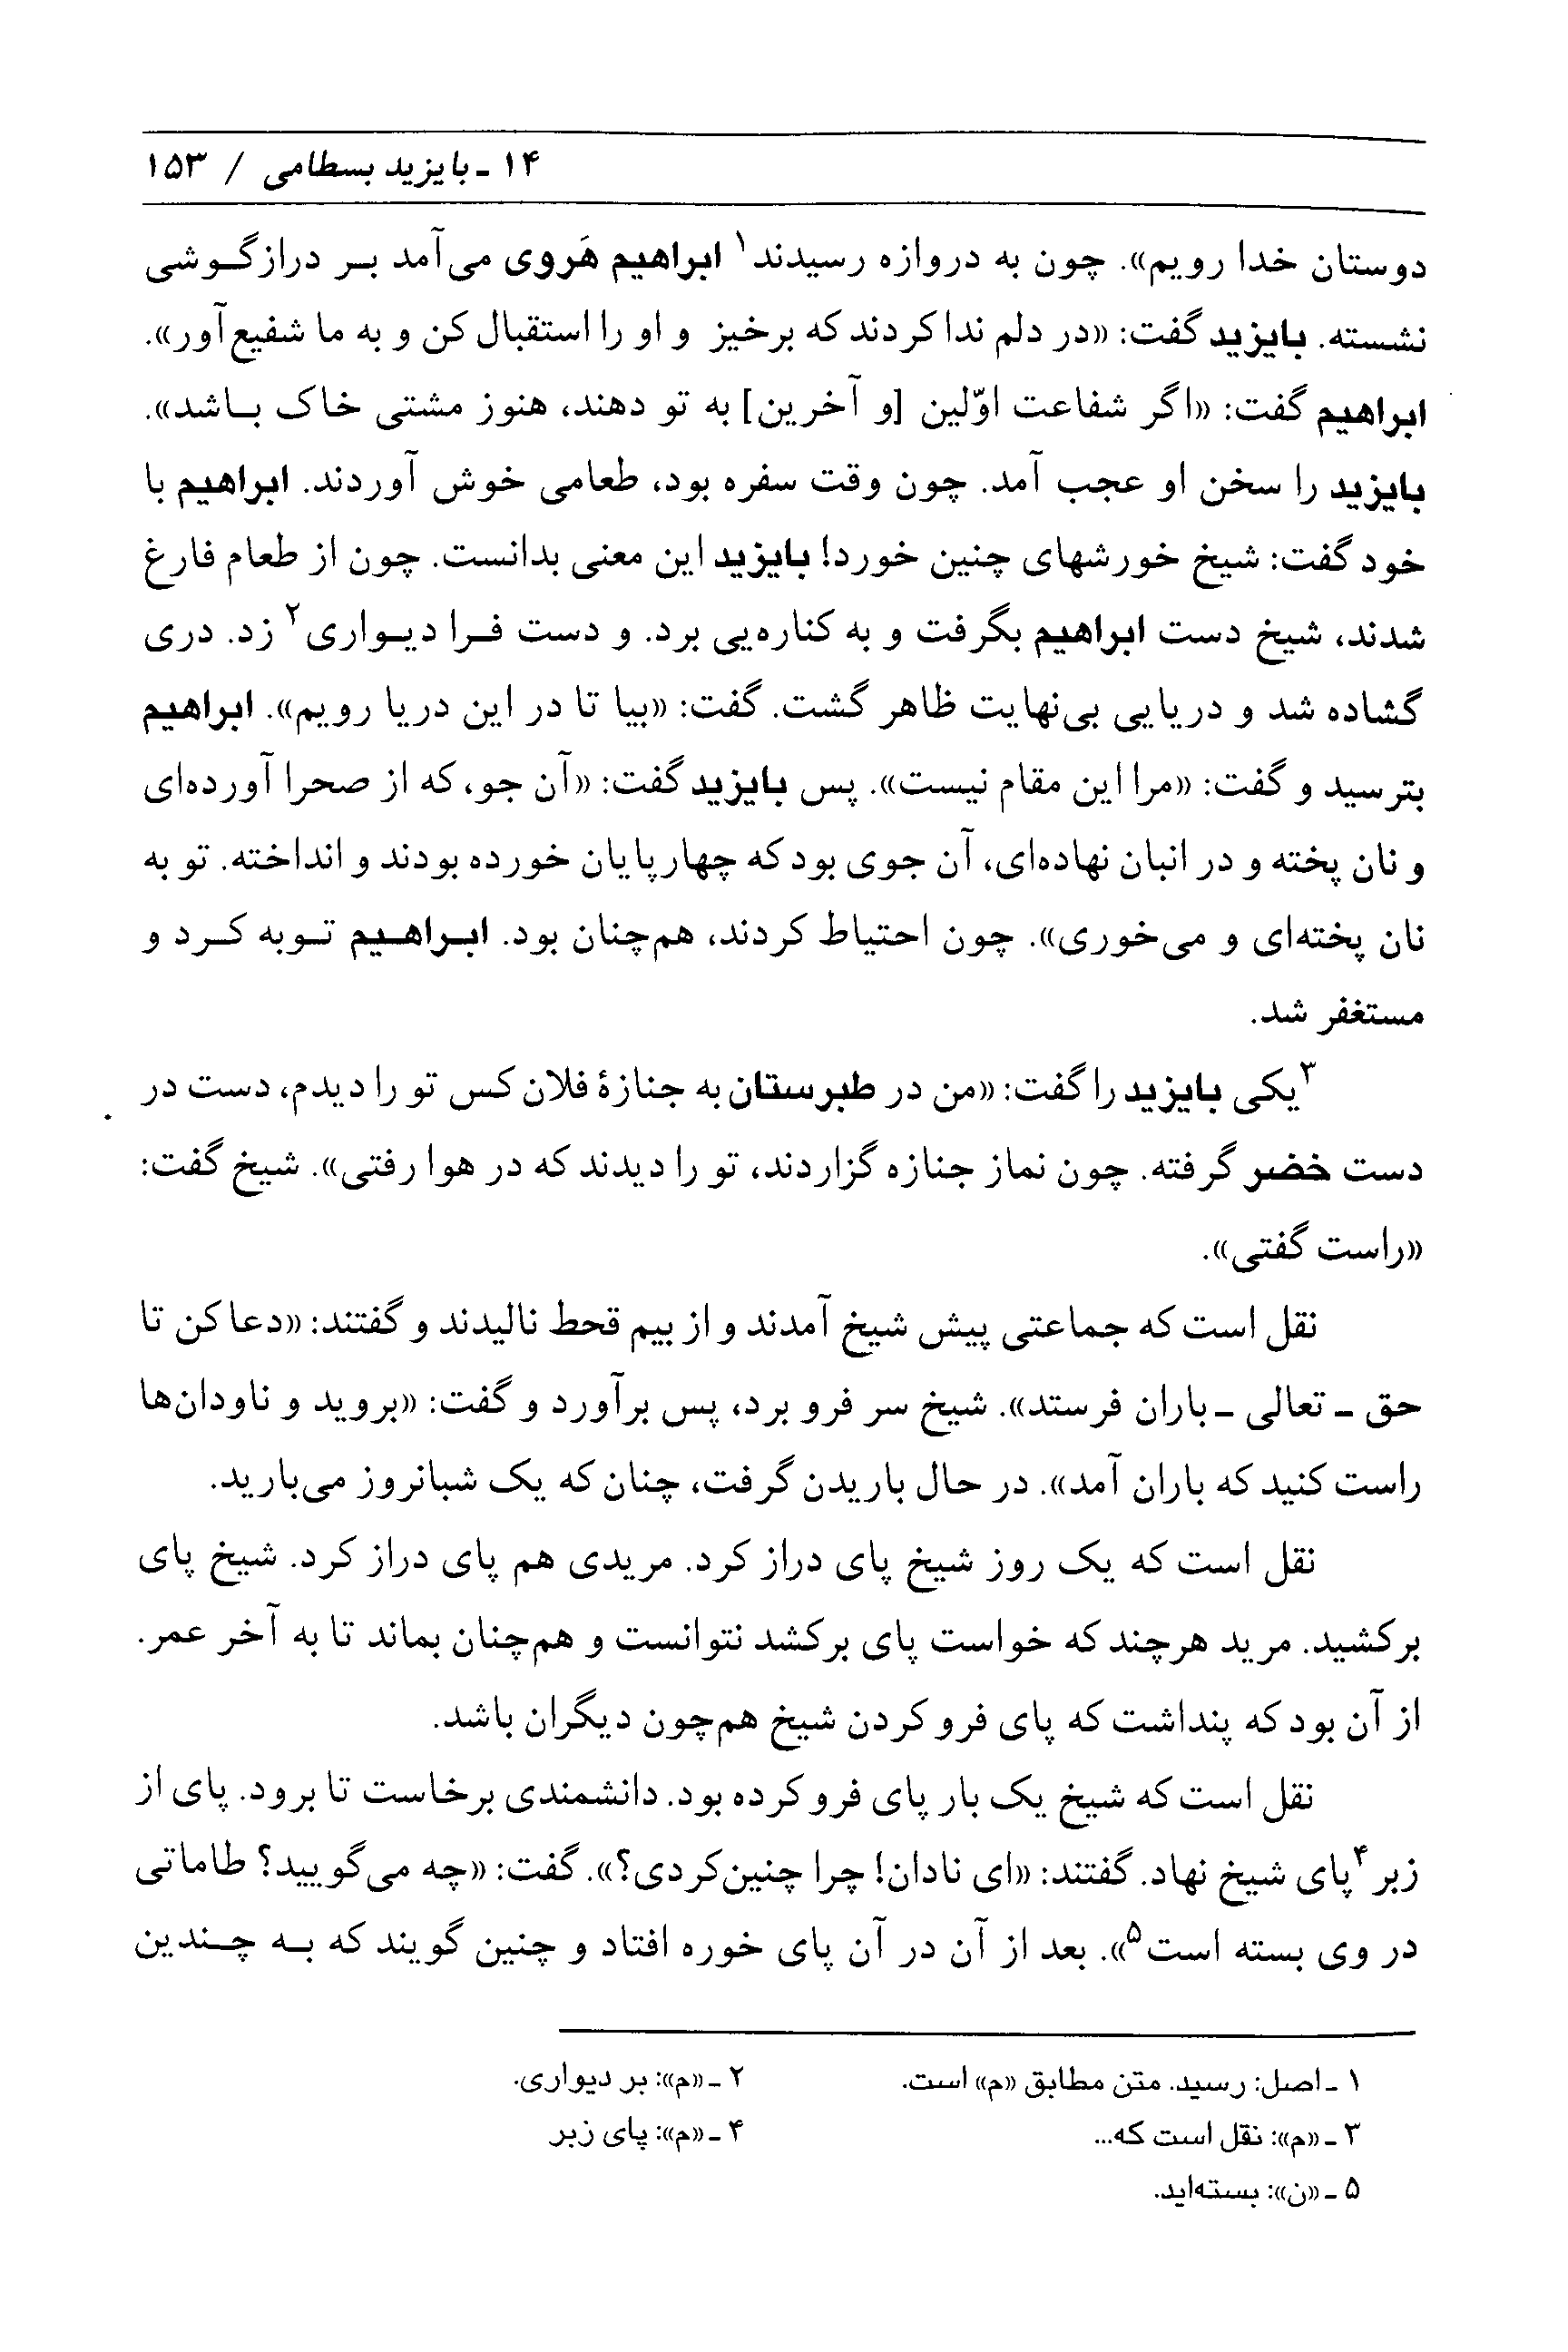 ۱۴ ـ بایزید بسطامی / ۱۵۳
دوستان خدا رویم». چون به دروازه رسیدند۱ ابراهیم هَروی می‌آمد بر درازگوشی
نشسته. بایزید گفت: «در دلم ندا کردند که برخیز و او را استقبال کن و به ما شفیع‌آور».
ابراهیم گفت: «اگر شفاعت اوّلین [و آخرین] به تو دهند، هنوز مشتی خاک باشد».
بایزید را سخن او عجب آمد. چون وقت سفره بود، طعامی خوش آوردند. ابراهیم با
خود گفت: شیخ خورشهای چنین خورد! بایزید این معنی بدانست. چون از طعام فارغ
شدند، شیخ دست ابراهیم بگرفت و به کناره‌یی برد. و دست فرا دیواری۲ زد. دری
گشاده شد و دریایی بی‌نهایت ظاهر گشت. گفت: «بیا تا در این دریا رویم». ابراهیم
بترسید و گفت: «مرا این مقام نیست». پس بایزید گفت: «آن جو، که از صحرا آورده‌ای
و نان پخته و در انبان نهاده‌ای، آن جوی بود که چهارپایان خورده بودند و انداخته. تو به
نان پخته‌ای و می‌خوری». چون احتیاط کردند، هم‌چنان بود. ابراهیم توبه کرد و
مستغفر شد.
۳یکی بایزید را گفت: «من در طبرستان به جنازهٔ فلان کس تو را دیدم، دست در
دست خضر گرفته. چون نماز جنازه گزاردند، تو را دیدند که در هوا رفتی». شیخ گفت:
«راست گفتی».
نقل است که جماعتی پیش شیخ آمدند و از بیم قحط نالیدند و گفتند: «دعا کن تا
حق ـ تعالی ـ باران فرستد». شیخ سر فرو برد، پس برآورد و گفت: «بروید و ناودان‌ها
راست کنید که باران آمد». در حال باریدن گرفت، چنان که یک شبانروز می‌بارید.
نقل است که یک روز شیخ پای دراز کرد. مریدی هم پای دراز کرد. شیخ پای
برکشید. مرید هرچند که خواست پای برکشد نتوانست و هم‌چنان بماند تا به آخر عمر.
از آن بود که پنداشت که پای فرو کردن شیخ هم‌چون دیگران باشد.
نقل است که شیخ یک بار پای فرو کرده بود. دانشمندی برخاست تا برود. پای از
زبر۴ پای شیخ نهاد. گفتند: «ای نادان! چرا چنین‌کردی؟». گفت: «چه می‌گویید؟ طاماتی
در وی بسته است۵». بعد از آن در آن پای خوره افتاد و چنین گویند که به چندین
۱ ـ اصل: رسید. متن مطابق «م» است.
۲ ـ «م»: بر دیواری.
۳ ـ «م»: نقل است که...
۴ ـ «م»: پای زبر
۵ ـ «ن»: بسته‌اید.